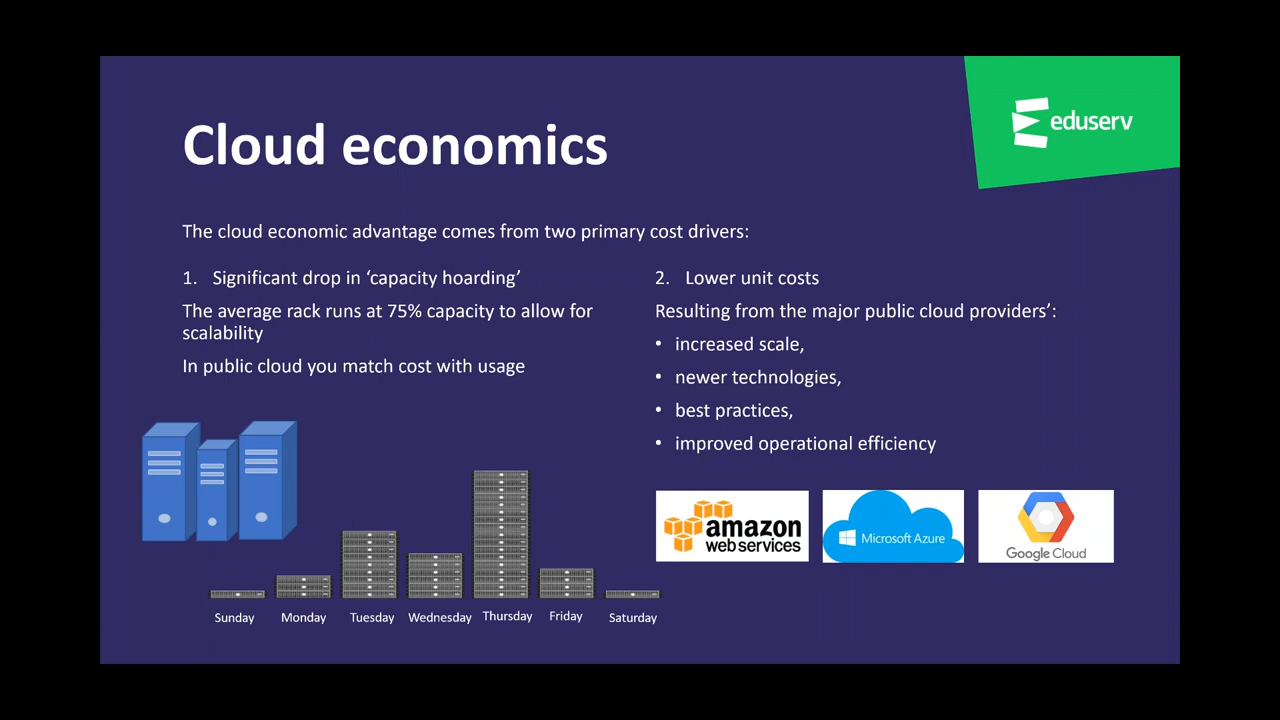 eduserv
Cloud economics
The cloud economic advantage comes from two primary cost drivers:
1. Significant drop in ‘capacity hoarding’
The average rack runs at 75% capacity to allow for
scalability
In public cloud you match cost with usage
2. Lower unit costs
Resulting from the major public cloud providers’:
• increased scale,
• newer technologies,
• best practices,
• improved operational efficiency
amazon
web services
Microsoft Azure
Google Cloud
Sunday Monday Tuesday Wednesday Thursday Friday Saturday